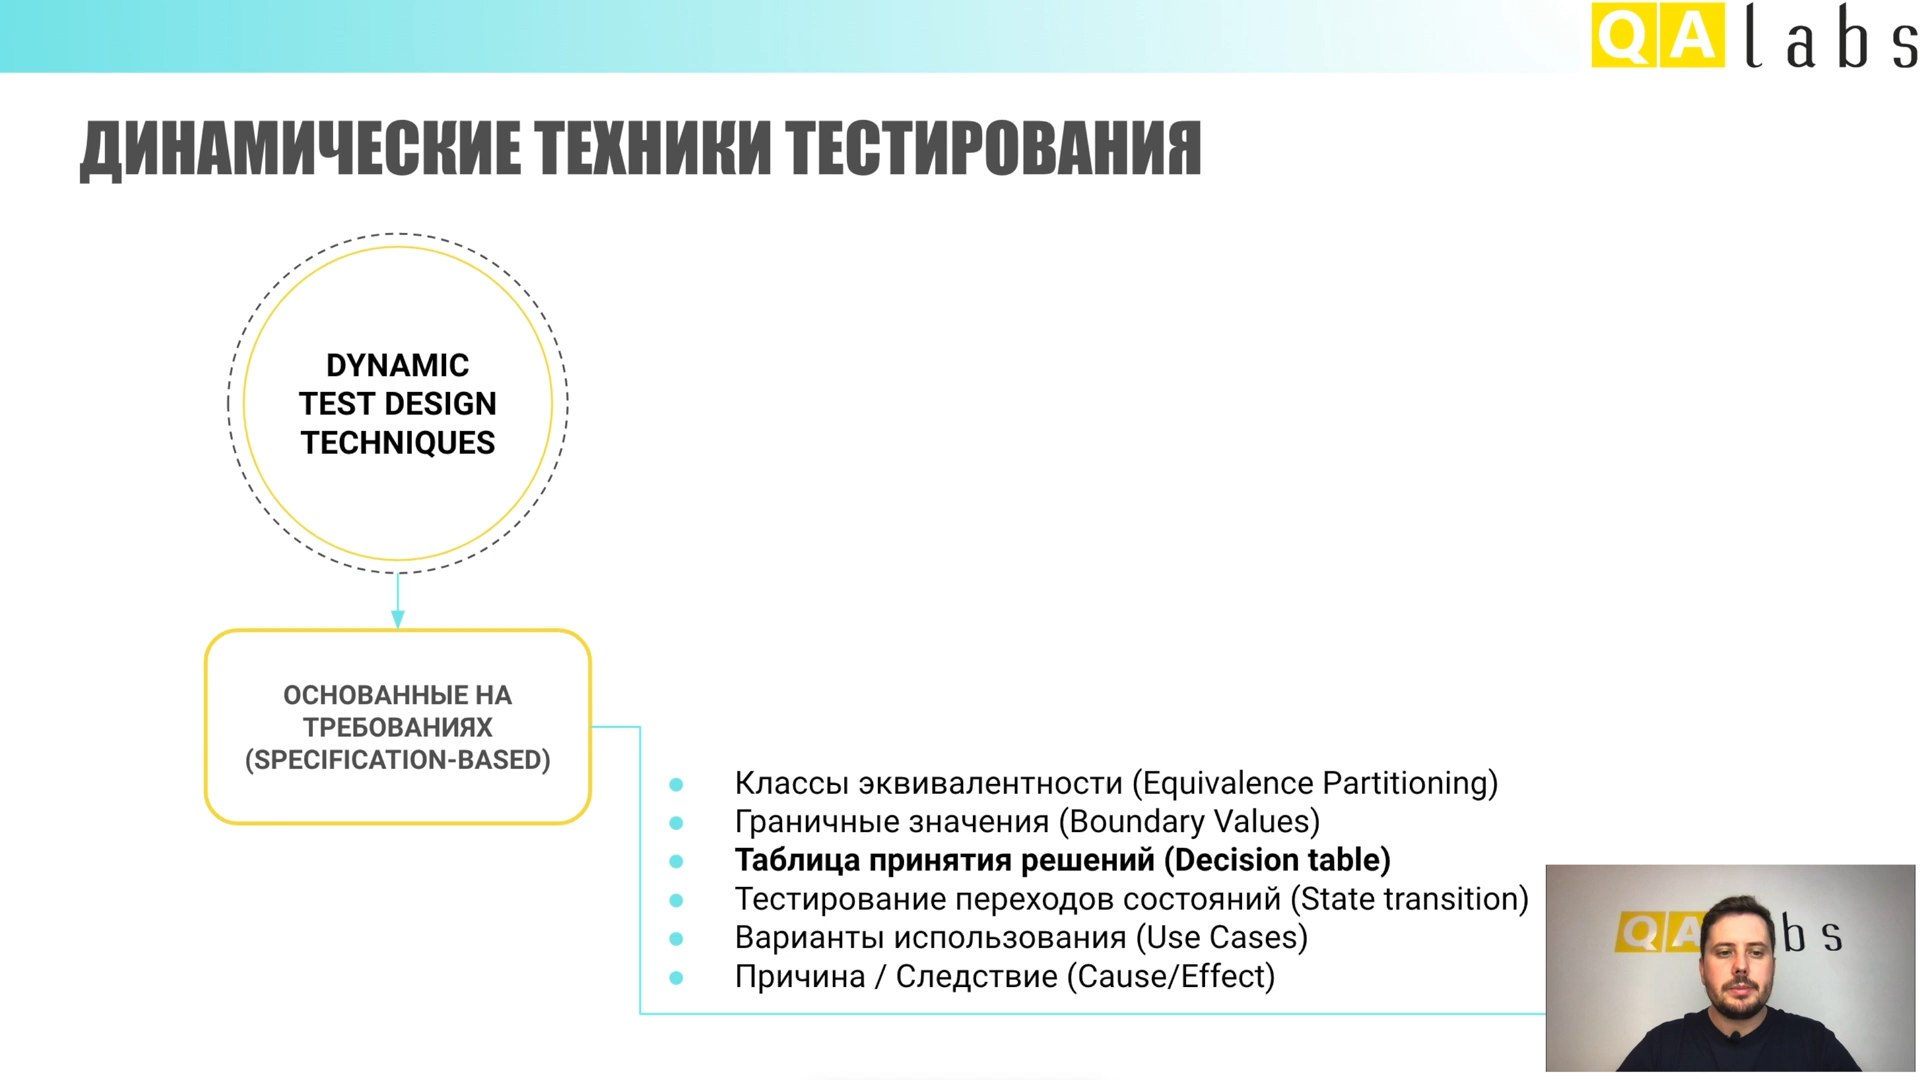 QA labs
ДИНАМИЧЕСКИЕ ТЕХНИКИ ТЕСТИРОВАНИЯ
DYNAMIC
TEST DESIGN
TECHNIQUES
ОСНОВАННЫЕ НА
ТРЕБОВАНИЯХ
(SPECIFICATION-BASED)
Классы эквивалентности (Equivalence Partitioning)
Граничные значения (Boundary Values)
Таблица принятия решений (Decision table)
Тестирование переходов состояний (State transition)
Варианты использования (Use Cases)
Причина / Следствие (Cause/Effect)
QA bs